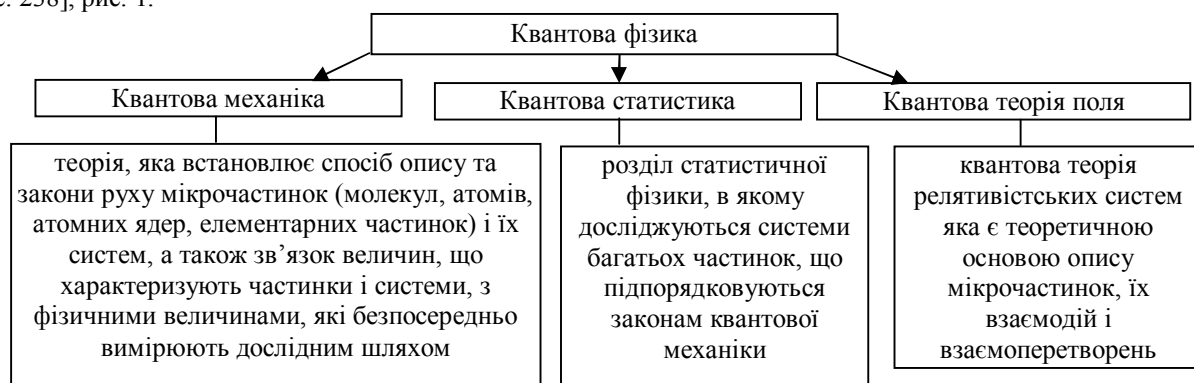 с. 238], рис. 1.
Квантова фізика
Квантова механіка
Квантова статистика
Квантова теорія поля
теорія, яка встановлює спосіб опису та
закони руху мікрочастинок (молекул, атомів,
атомних ядер, елементарних частинок) і їх
систем, а також зв’язок величин, що
характеризують частинки і системи, з
фізичними величинами, які безпосередньо
вимірюють дослідним шляхом
розділ статистичної
фізики, в якому
досліджуються системи
багатьох частинок, що
підпорядковуються
законам квантової
механіки
квантова теорія
релятивістських систем
яка є теоретичною
основою опису
мікрочастинок, їх
взаємодій і
взаємоперетворень